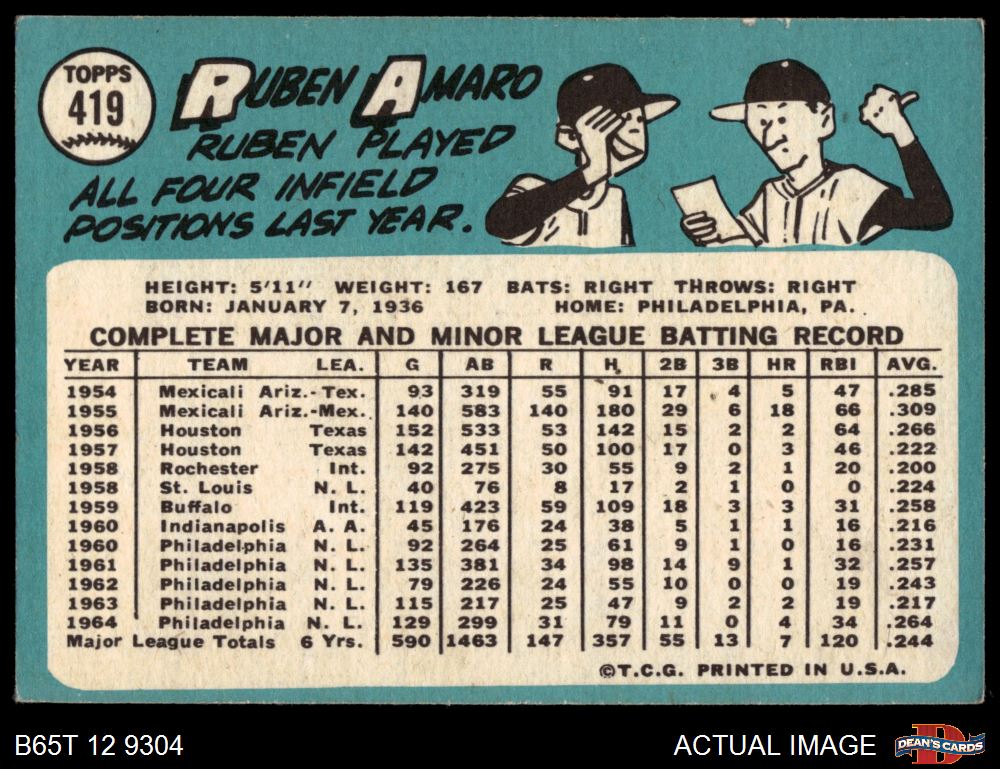 TOPPS
419
RUBEN AMARO
RUBEN PLAYED
ALL FOUR INFIELD
POSITIONS LAST YEAR.
HEIGHT: 5'11" WEIGHT: 167 BATS: RIGHT THROWS: RIGHT
BORN: JANUARY 7, 1936 HOME: PHILADELPHIA, PA.
COMPLETE MAJOR AND MINOR LEAGUE BATTING RECORD
YEAR TEAM LEA. G AB R H 2B 3B HR RBI AVG.
1954 Mexicali Ariz.-Tex. 93 319 55 91 17 4 5 47 .285
1955 Mexicali Ariz.-Mex. 140 583 140 180 29 6 18 66 .309
1956 Houston Texas 152 533 53 142 15 2 2 64 .266
1957 Houston Texas 142 451 50 100 17 0 3 46 .222
1958 Rochester Int. 92 275 30 55 9 2 1 20 .200
1958 St. Louis N. L. 40 76 8 17 2 1 0 0 .224
1959 Buffalo Int. 119 423 59 109 18 3 3 31 .258
1960 Indianapolis A. A. 45 176 24 38 5 1 1 16 .216
1960 Philadelphia N. L. 92 264 25 61 9 1 0 16 .231
1961 Philadelphia N. L. 135 381 34 98 14 9 1 32 .257
1962 Philadelphia N. L. 79 226 24 55 10 0 0 19 .243
1963 Philadelphia N. L. 115 217 25 47 9 2 2 19 .217
1964 Philadelphia N. L. 129 299 31 79 11 0 4 34 .264
Major League Totals 6 Yrs. 590 1463 147 357 55 13 7 120 .244
©T.C.G. PRINTED IN U.S.A.
B65T 12 9304 ACTUAL IMAGE
D
DEAN'S CARDS